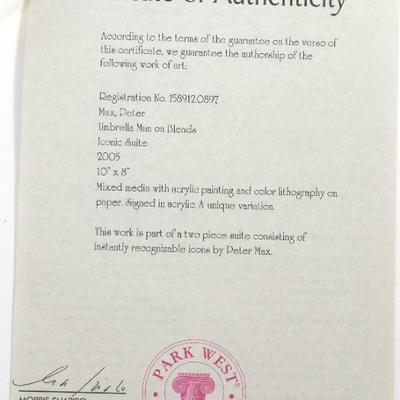 of Authenticity
According to the terms of the guarantee on the verso of
this certificate, we guarantee the authorship of the
following work of art:
Registration No. 158912.0897
Max, Peter
Umbrella Man on Blends
Iconic Suite
2005
10" x 8"
Mixed media with acrylic painting and color lithography on
paper. Signed in acrylic. A unique variation.
This work is part of a two piece suite consisting of
instantly recognizable icons by Peter Max.
PARK WEST
MORRIS SHAPIRO